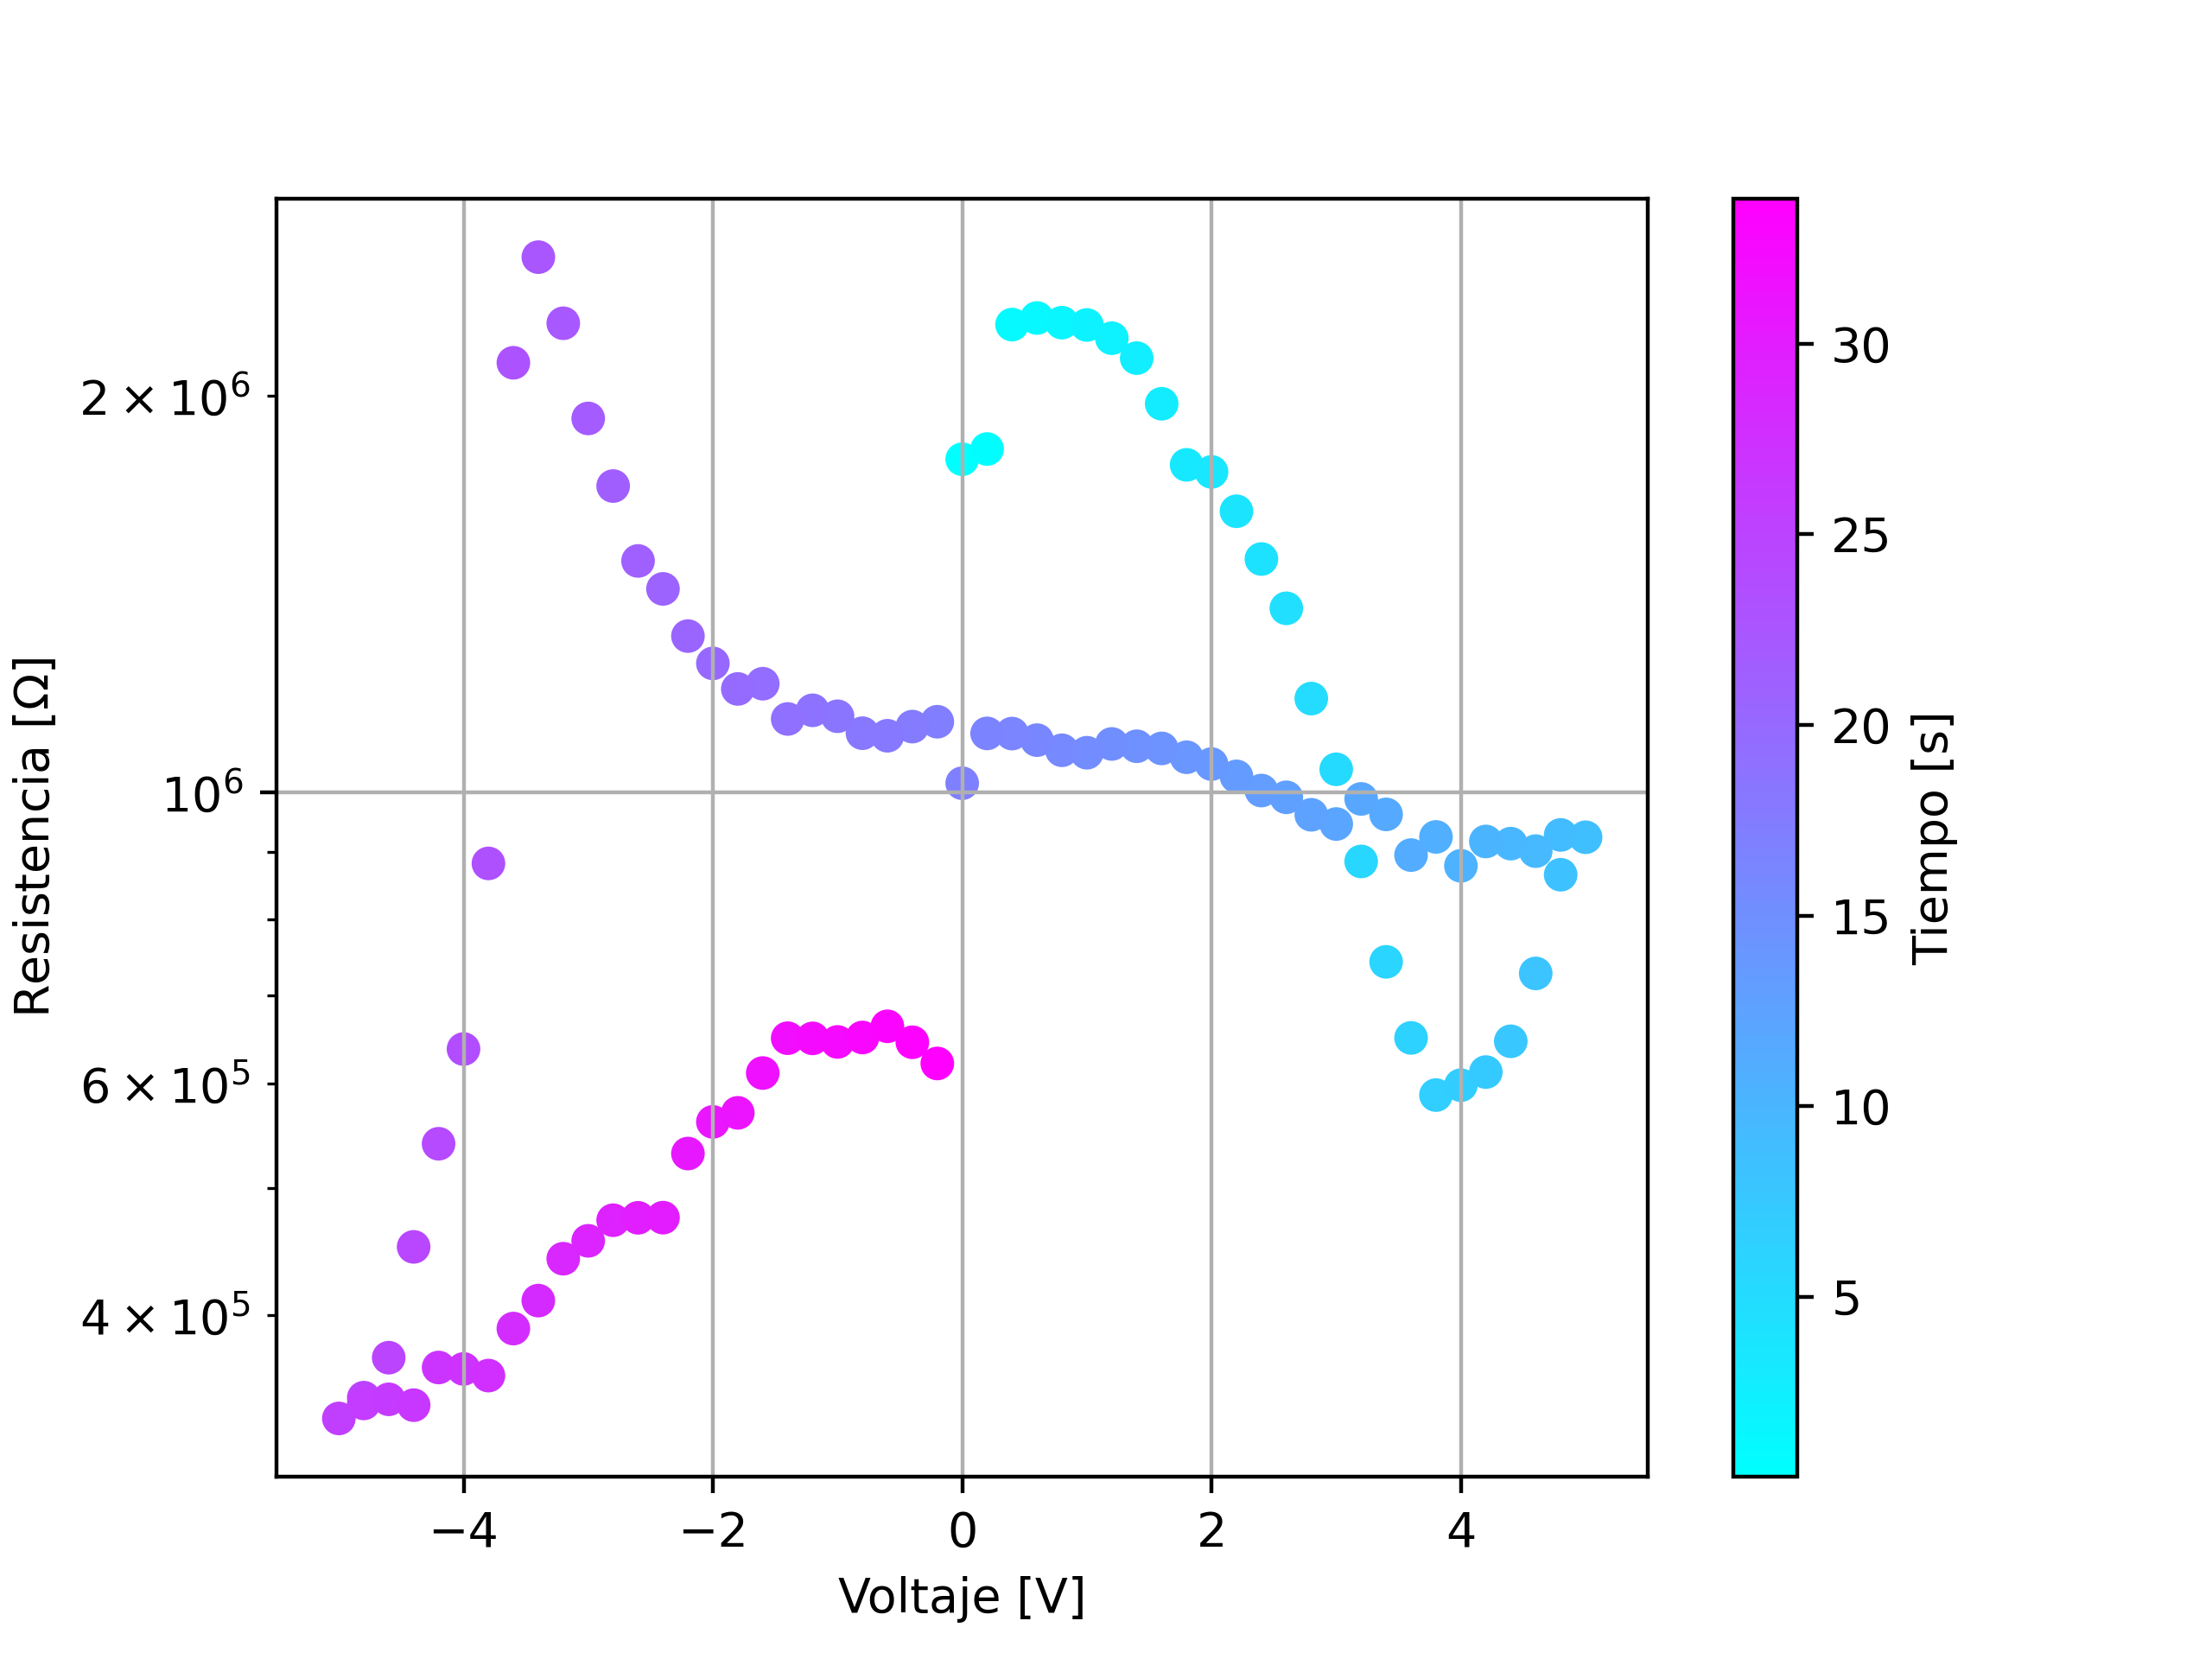 Resistencia [Ω]
2 × 10⁶
10⁶
6 × 10⁵
4 × 10⁵
−4
−2
0
2
4
Voltaje [V]
30
25
20
15
10
5
Tiempo [s]